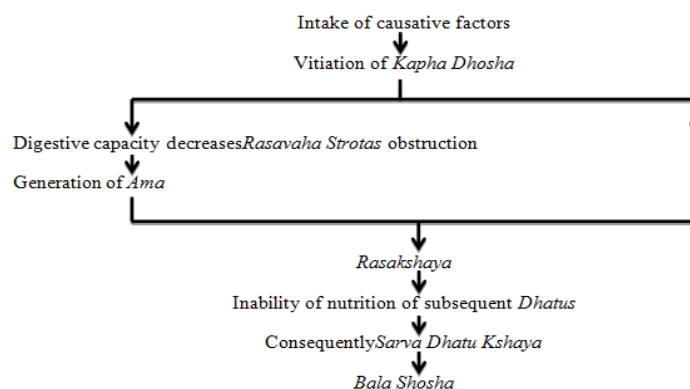 Intake of causative factors
Vitiation of Kapha Dhosha
Digestive capacity decreasesRasavaha Strotas obstruction
Generation of Ama
Rasakshaya
Inability of nutrition of subsequent Dhatus
ConsequentlySarva Dhatu Kshaya
Bala Shosha